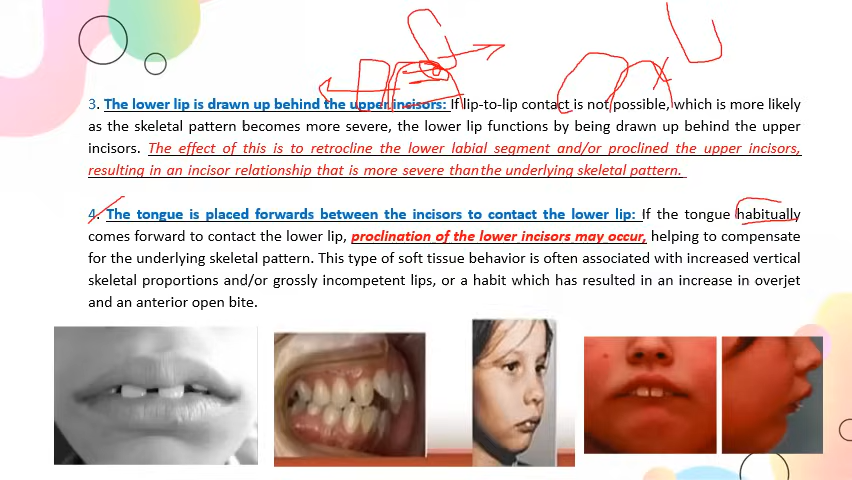 3. The lower lip is drawn up behind the upper incisors: If lip-to-lip contact is not possible, which is more likely
as the skeletal pattern becomes more severe, the lower lip functions by being drawn up behind the upper
incisors. The effect of this is to retrocline the lower labial segment and/or proclined the upper incisors,
resulting in an incisor relationship that is more severe than the underlying skeletal pattern.
4. The tongue is placed forwards between the incisors to contact the lower lip: If the tongue habitually
comes forward to contact the lower lip, proclination of the lower incisors may occur, helping to compensate
for the underlying skeletal pattern. This type of soft tissue behavior is often associated with increased vertical
skeletal proportions and/or grossly incompetent lips, or a habit which has resulted in an increase in overjet
and an anterior open bite.